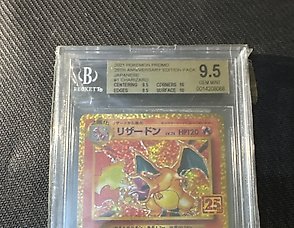 2021 POKEMON PROMO
25TH ANNIVERSARY EDITION PACK
JAPANESE
#1 CHARIZARD
CENTERING 9.5 CORNERS 10
EDGES 9.5 SURFACE 10
9.5
GEM MINT
0014208068
BECKETT
リザードン
HP120
25